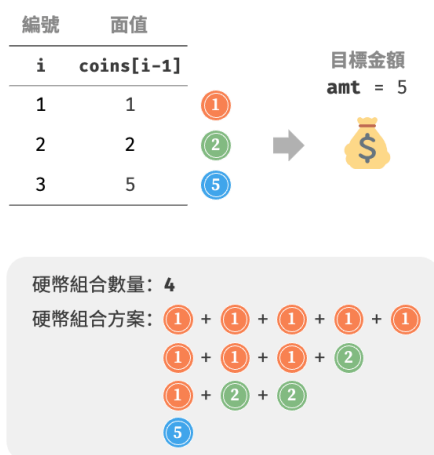 編號 面值
i coins[i-1]
1 1 1
2 2 2
3 5 5
目標金額
amt = 5
$
硬幣組合數量: 4
硬幣組合方案: 1 + 1 + 1 + 1 + 1
1 + 1 + 1 + 2
1 + 2 + 2
5